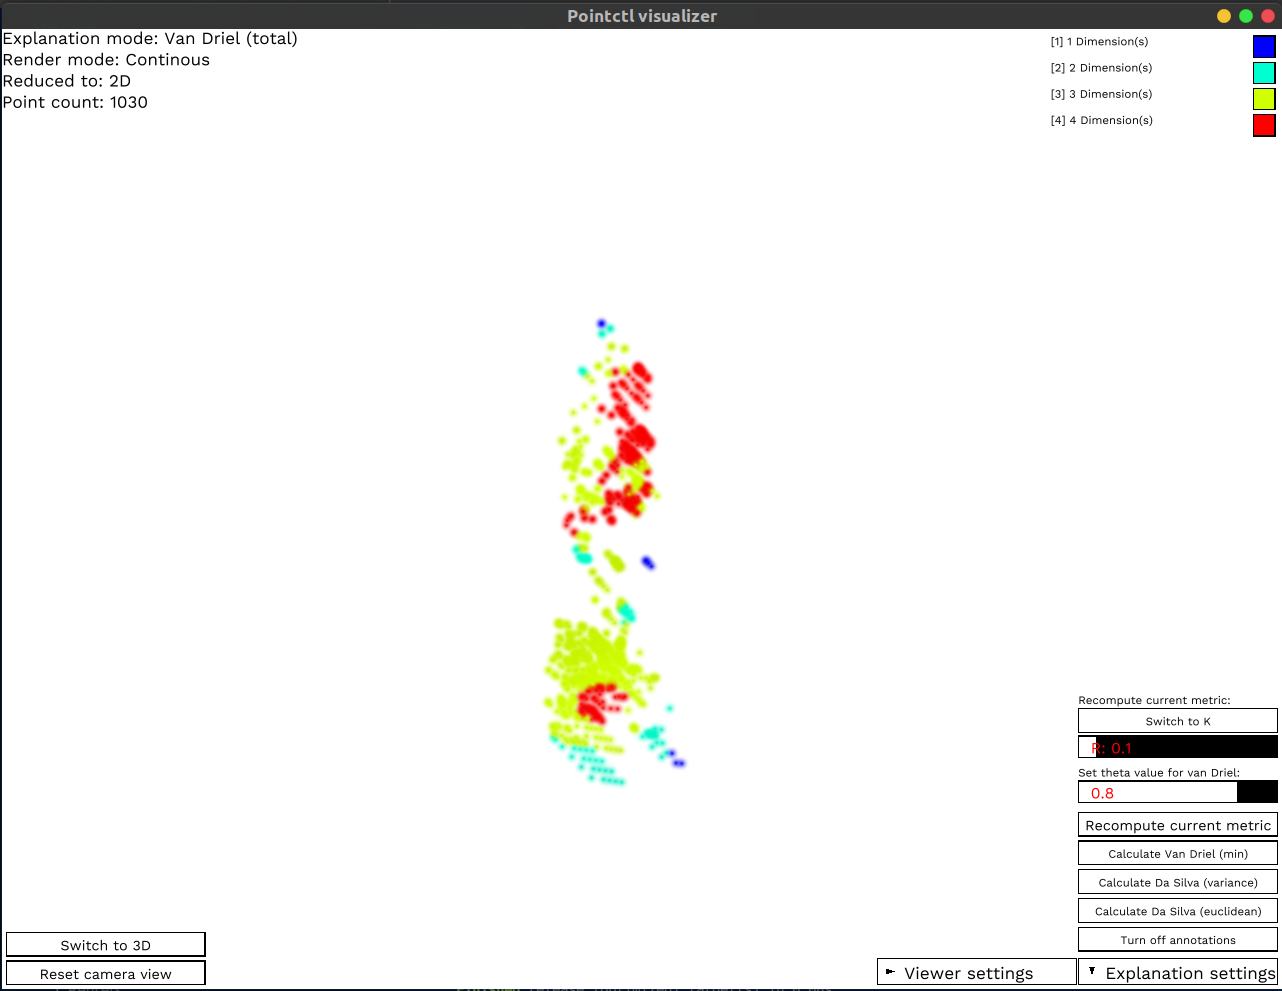 Pointctl visualizer
Explanation mode: Van Driel (total)
Render mode: Continous
Reduced to: 2D
Point count: 1030
[1] 1 Dimension(s)
[2] 2 Dimension(s)
[3] 3 Dimension(s)
[4] 4 Dimension(s)
Recompute current metric:
Switch to K
R: 0.1
Set theta value for van Driel:
0.8
Recompute current metric
Calculate Van Driel (min)
Calculate Da Silva (variance)
Calculate Da Silva (euclidean)
Turn off annotations
Switch to 3D
Reset camera view
Viewer settings
Explanation settings